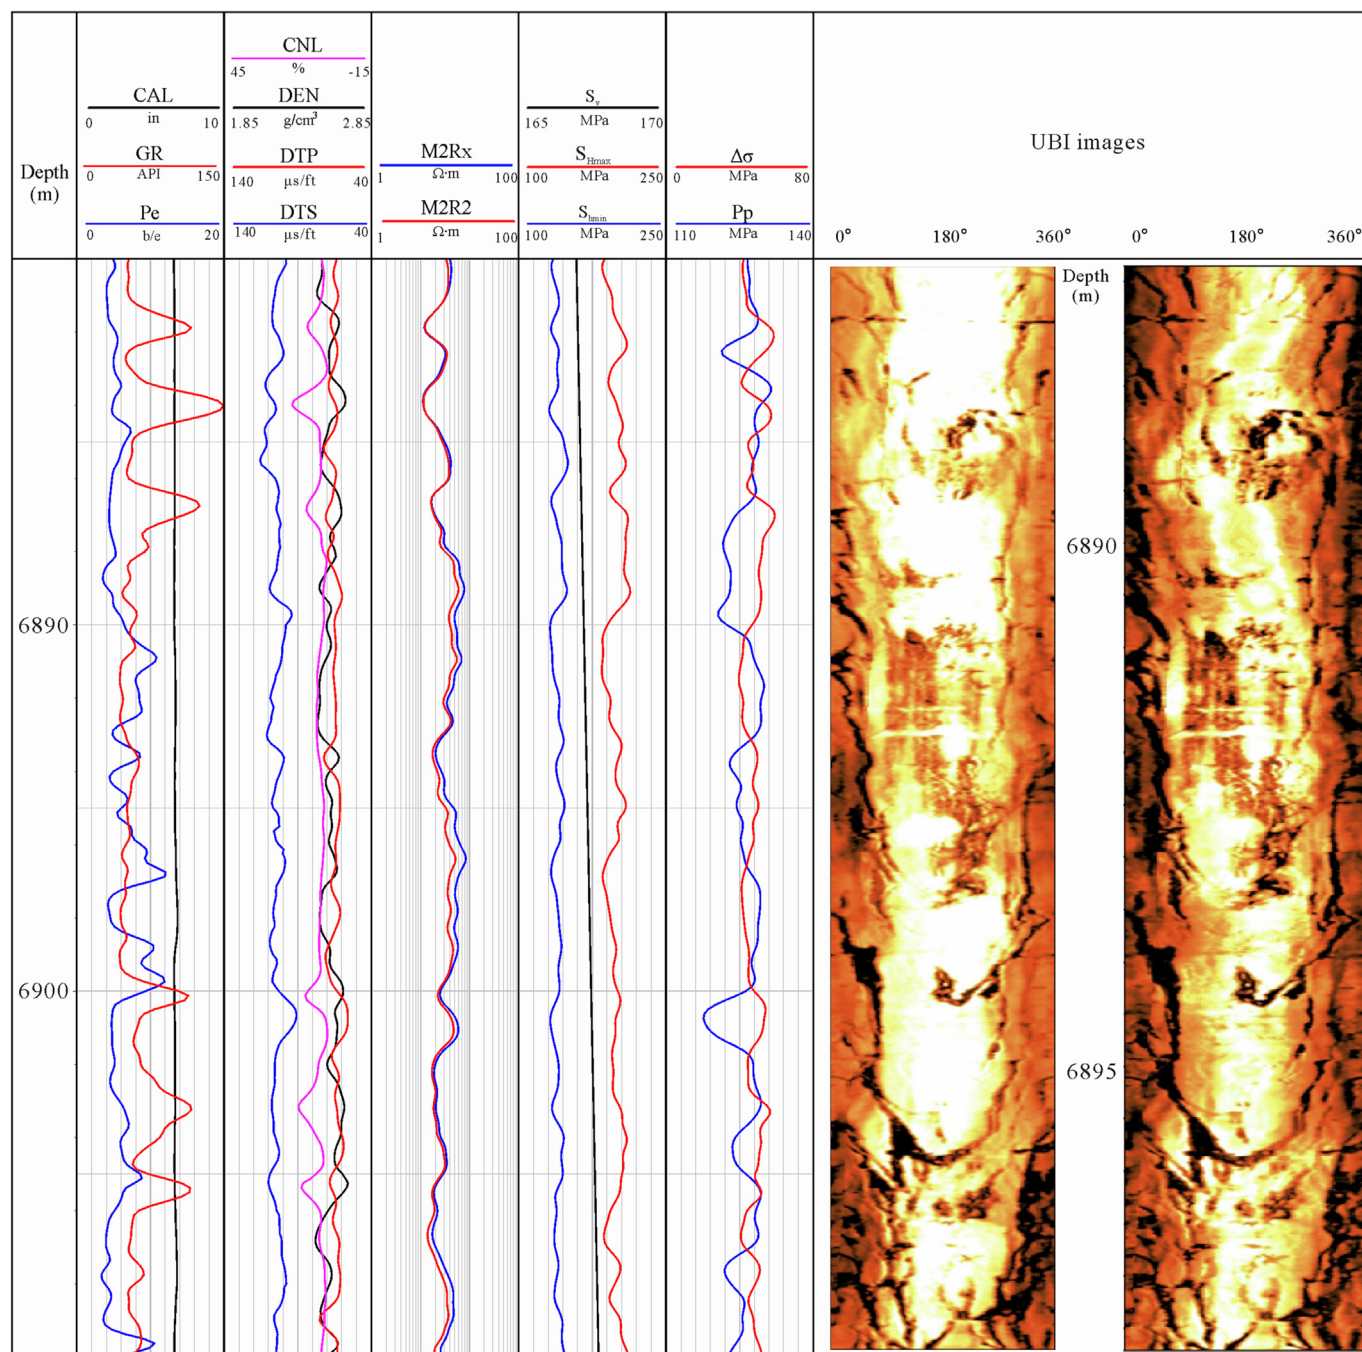 Depth
(m)
CAL
0 in 10
GR
0 API 150
Pe
0 b/e 20
CNL
45 % -15
DEN
1.85 g/cm³ 2.85
DTP
140 μs/ft 40
DTS
140 μs/ft 40
M2Rx
1 Ω·m 100
M2R2
1 Ω·m 100
Sv
165 MPa 170
SHmax
100 MPa 250
Shmin
100 MPa 250
Δσ
0 MPa 80
Pp
110 MPa 140
UBI images
0° 180° 360° 0° 180° 360°
Depth
(m)
6890
6895
6890
6900